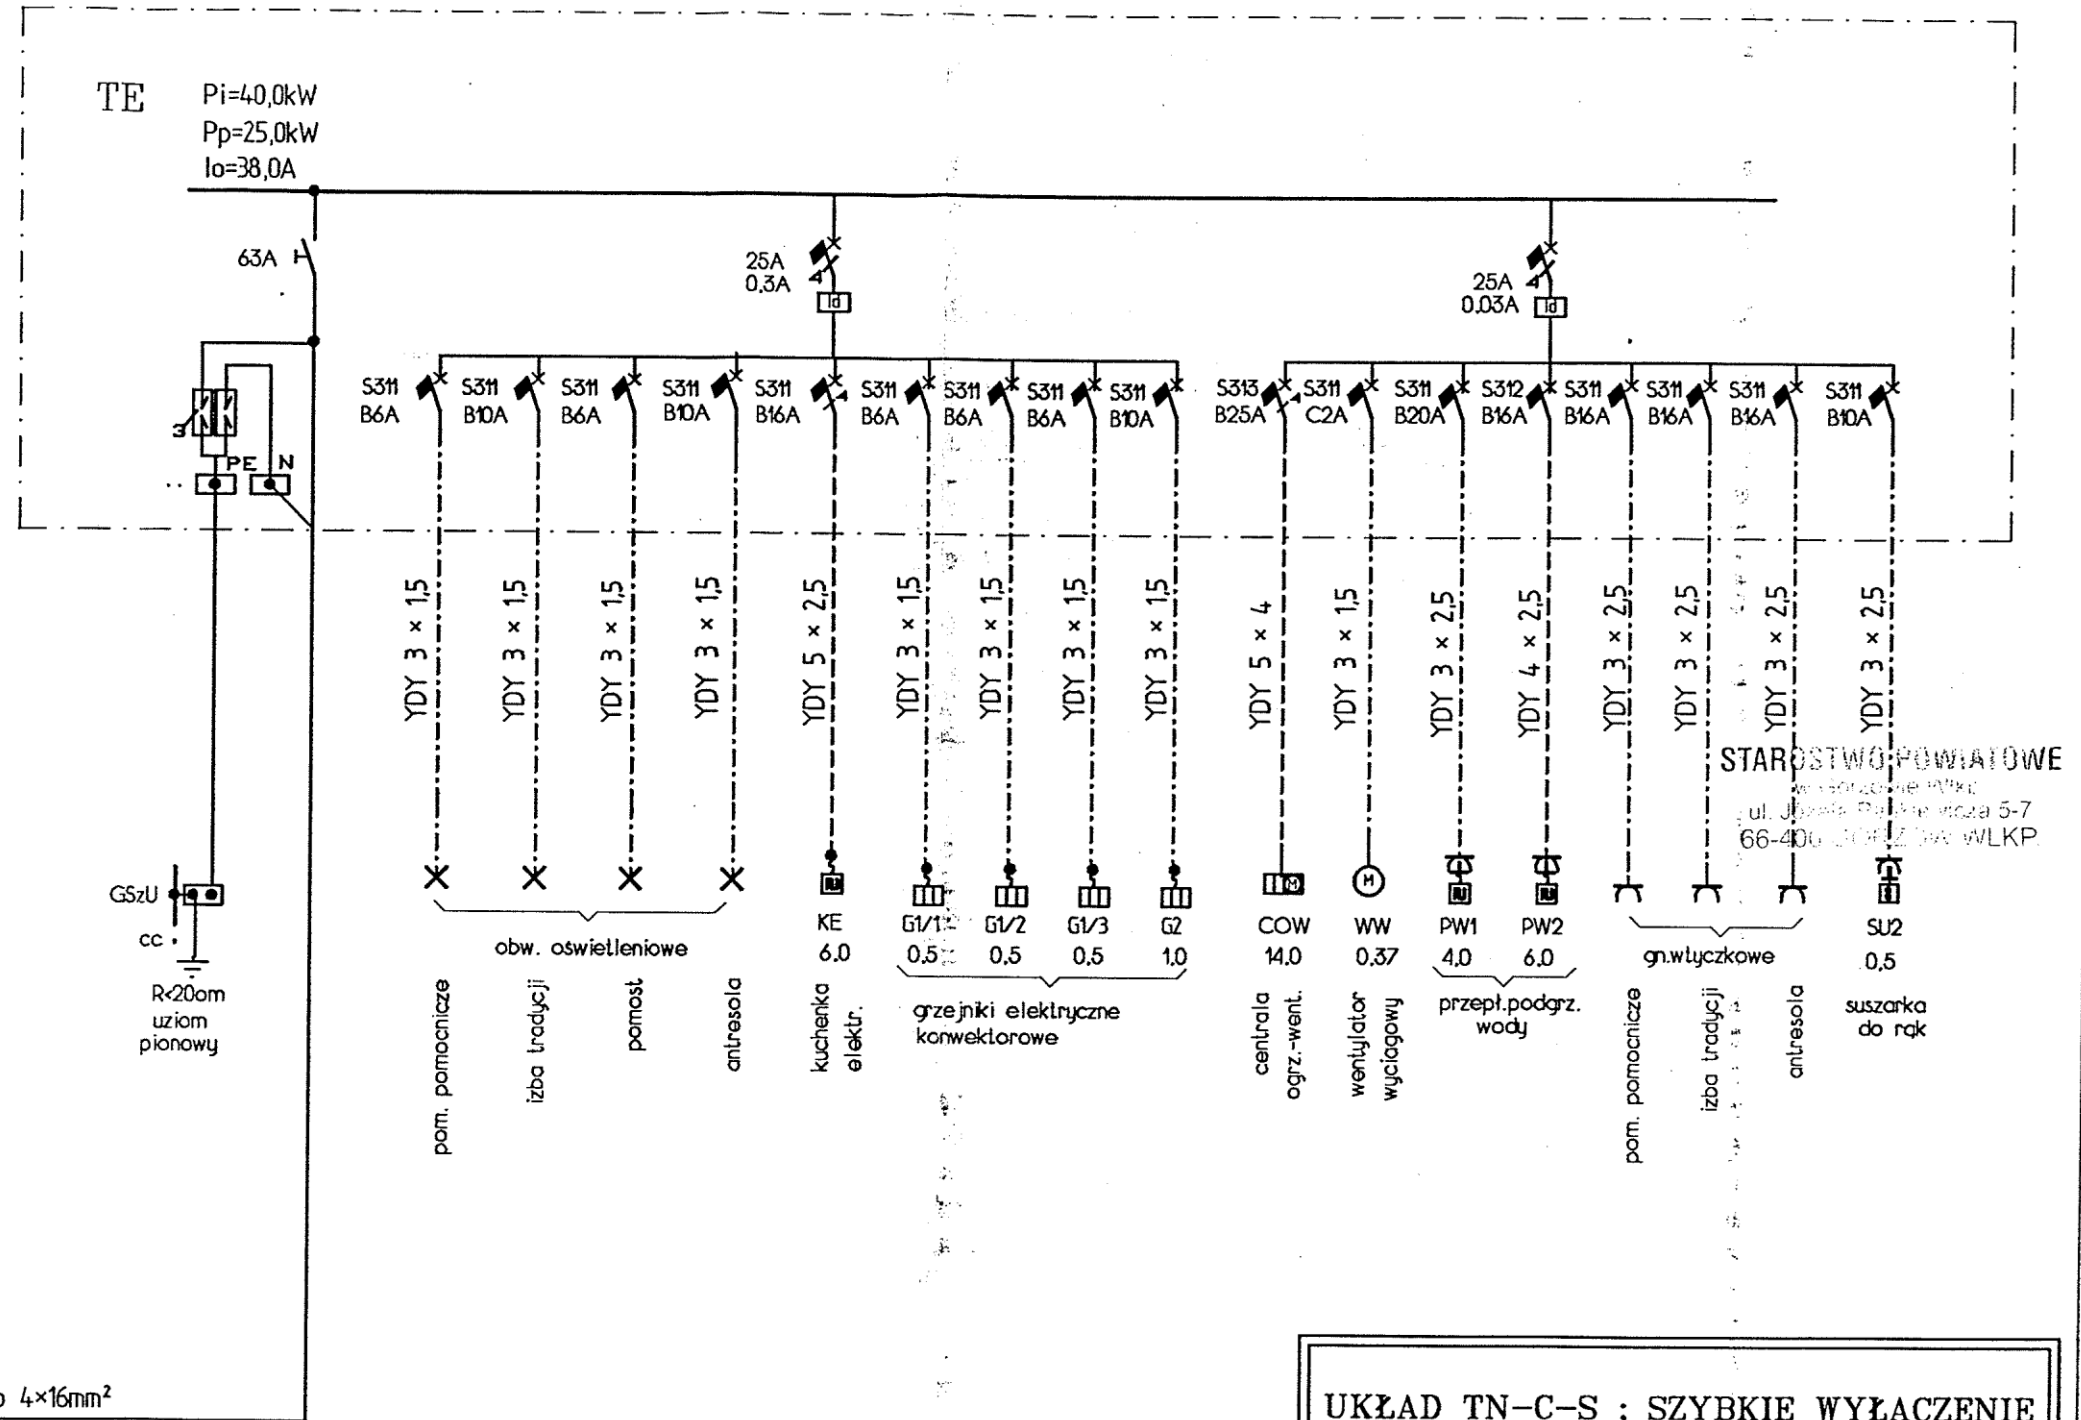 TE
Pi=40,0kW
Pp=25,0kW
Io=38,0A
63A
25A
0,3A
Id
25A
0.03A
Id
S311
B6A
S311
B10A
S311
B6A
S311
B10A
S311
B16A
S311
B6A
S311
B6A
S311
B6A
S311
B10A
S313
B25A
S311
C2A
S311
B20A
S312
B16A
S311
B16A
S311
B16A
S311
B16A
S311
B10A
3
PE
N
YDY 3 × 1,5
YDY 3 × 1,5
YDY 3 × 1,5
YDY 3 × 1,5
YDY 5 × 2,5
YDY 3 × 1,5
YDY 3 × 1,5
YDY 3 × 1,5
YDY 3 × 1,5
YDY 5 × 4
YDY 3 × 1,5
YDY 3 × 2,5
YDY 4 × 2,5
YDY 3 × 2,5
YDY 3 × 2,5
YDY 3 × 2,5
YDY 3 × 2,5
STAROSTWO POWIATOWE
ul. 5-7
66-400 WLKP.
GSzU
cc
R<20om
uziom
pionowy
obw. oświetleniowe
pom. pomocnicze
izba tradycji
pomost
antresola
KE
6.0
kuchenka
elektr.
G1/1
0,5
G1/2
0,5
G1/3
0,5
G2
1,0
grzejniki elektryczne
konwektorowe
COW
14.0
centrala
ogrz.-went.
M
WW
0,37
wentylator
wyciągowy
PW1
4,0
PW2
6,0
przepł.podgrz.
wody
gn.wtyczkowe
pom. pomocnicze
izba tradycji
antresola
SU2
0,5
suszarka
do rąk
4×16mm²
UKŁAD TN-C-S : SZYBKIE WYŁĄCZENIE